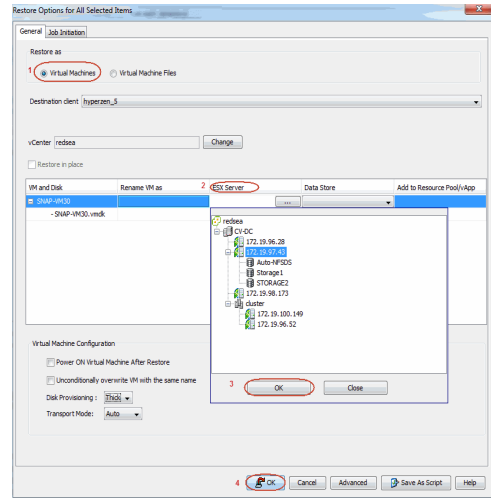 Restore Options for All Selected Items
General Job Initiation
Restore as
1 Virtual Machines Virtual Machine Files
Destination client hyperzen_5
vCenter redsea Change
Restore in place
VM and Disk Rename VM as 2 ESX Server Data Store Add to Resource Pool/vApp
SNAP-VM30 ...
- SNAP-VM30.vmdk
redsea
CV-DC
172.19.96.28
172.19.97.43
Auto-NFSDS
Storage1
STORAGE2
172.19.98.173
cluster
172.19.100.149
172.19.96.52
3 OK Close
Virtual Machine Configuration
Power ON Virtual Machine After Restore
Unconditionally overwrite VM with the same name
Disk Provisioning : Thick
Transport Mode: Auto
4 OK Cancel Advanced Save As Script Help